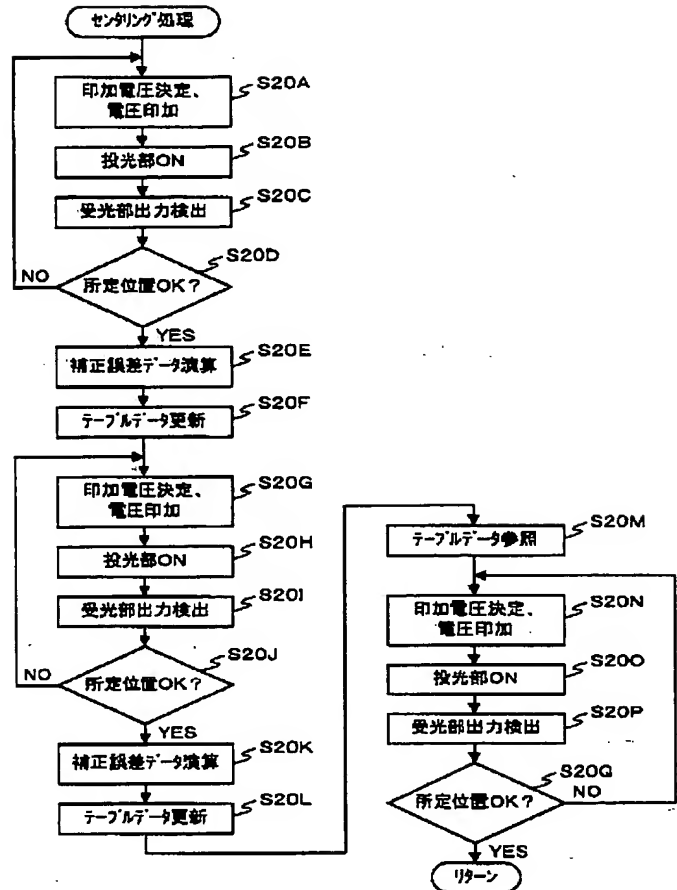 センタリング処理
印加電圧決定、
電圧印加
S20A
投光部ON
S20B
受光部出力検出
S20C
所定位置OK?
S20D
NO
YES
補正誤差データ演算
S20E
テーブルデータ更新
S20F
印加電圧決定、
電圧印加
S20G
投光部ON
S20H
受光部出力検出
S20I
所定位置OK?
S20J
NO
YES
補正誤差データ演算
S20K
テーブルデータ更新
S20L
テーブルデータ参照
S20M
印加電圧決定、
電圧印加
S20N
投光部ON
S20O
受光部出力検出
S20P
所定位置OK?
S20Q
NO
YES
リターン